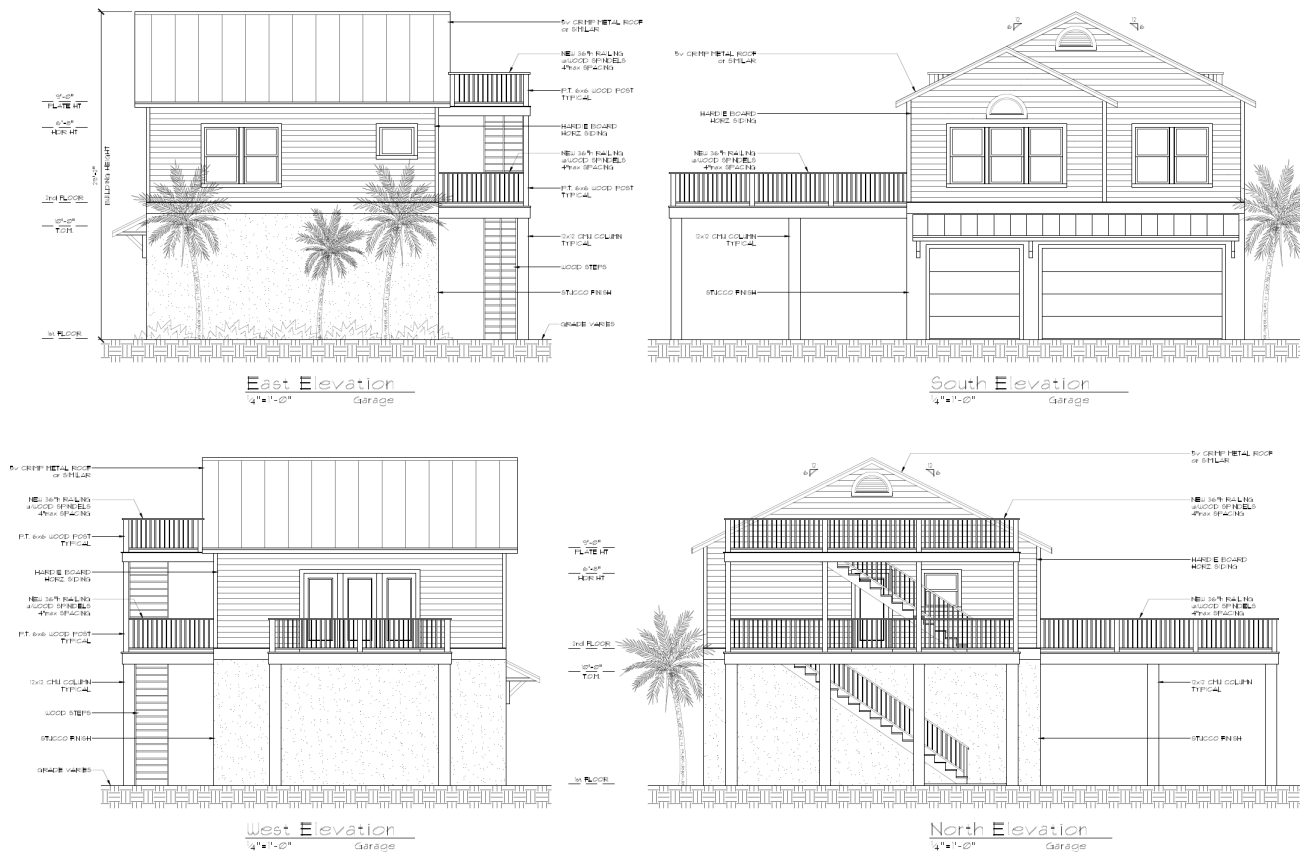 5v CRIMP METAL ROOF
or SIMILAR
NEW 36"h RAILING
w/WOOD SPINDELS
4"max SPACING
P.T. 6x6 WOOD POST
TYPICAL
9'-0"
PLATE HT
6'-8"
HDR HT
HARDIE BOARD
HORZ SIDING
NEW 36"h RAILING
w/WOOD SPINDELS
4"max SPACING
BUILDING HEIGHT
P.T. 6x6 WOOD POST
TYPICAL
2nd FLOOR
10'-0"
T.O.M.
12x12 CMU COLUMN
TYPICAL
WOOD STEPS
STUCCO FINISH
1st FLOOR
GRADE VARIES
East Elevation
1/4"=1'-0" Garage
12
6
12
6
5v CRIMP METAL ROOF
or SIMILAR
HARDIE BOARD
HORZ SIDING
NEW 36"h RAILING
w/WOOD SPINDELS
4"max SPACING
12x12 CMU COLUMN
TYPICAL
STUCCO FINISH
South Elevation
1/4"=1'-0" Garage
5v CRIMP METAL ROOF
or SIMILAR
NEW 36"h RAILING
w/WOOD SPINDELS
4"max SPACING
P.T. 6x6 WOOD POST
TYPICAL
HARDIE BOARD
HORZ SIDING
NEW 36"h RAILING
w/WOOD SPINDELS
4"max SPACING
P.T. 6x6 WOOD POST
TYPICAL
12x12 CMU COLUMN
TYPICAL
WOOD STEPS
STUCCO FINISH
GRADE VARIES
West Elevation
1/4"=1'-0" Garage
12
6
12
6
5v CRIMP METAL ROOF
or SIMILAR
NEW 36"h RAILING
w/WOOD SPINDELS
4"max SPACING
9'-0"
PLATE HT
6'-8"
HDR HT
HARDIE BOARD
HORZ SIDING
NEW 36"h RAILING
w/WOOD SPINDELS
4"max SPACING
2nd FLOOR
10'-0"
T.O.M.
12x12 CMU COLUMN
TYPICAL
STUCCO FINISH
1st FLOOR
North Elevation
1/4"=1'-0" Garage